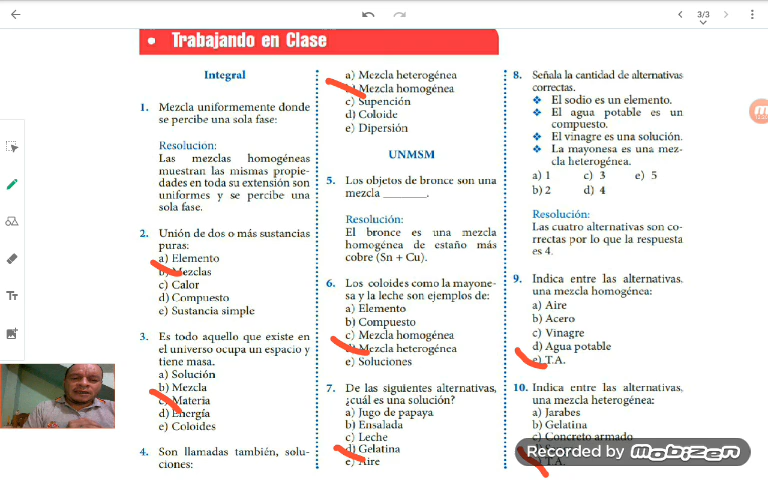 3/3
• Trabajando en Clase
Integral
1. Mezcla uniformemente donde
se percibe una sola fase:
Resolución:
Las mezclas homogéneas
muestran las mismas propie-
dades en toda su extensión son
uniformes y se percibe una
sola fase.
2. Unión de dos o más sustancias
puras:
a) Elemento
b) Mezclas
c) Calor
d) Compuesto
e) Sustancia simple
3. Es todo aquello que existe en
el universo ocupa un espacio y
tiene masa.
a) Solución
b) Mezcla
c) Materia
d) Energía
e) Coloides
4. Son llamadas también, solu-
ciones:
a) Mezcla heterogénea
b) Mezcla homogénea
c) Supención
d) Coloide
e) Dipersión
UNMSM
5. Los objetos de bronce son una
mezcla ________.
Resolución:
El bronce es una mezcla
homogénea de estaño más
cobre (Sn + Cu).
6. Los coloides como la mayone-
sa y la leche son ejemplos de:
a) Elemento
b) Compuesto
c) Mezcla homogénea
d) Mezcla heterogénea
e) Soluciones
7. De las siguientes alternativas,
¿cuál es una solución?
a) Jugo de papaya
b) Ensalada
c) Leche
d) Gelatina
e) Aire
8. Señala la cantidad de alternativas
correctas.
❖ El sodio es un elemento.
❖ El agua potable es un
compuesto.
❖ El vinagre es una solución.
❖ La mayonesa es una mez-
cla heterogénea.
a) 1 c) 3 e) 5
b) 2 d) 4
Resolución:
Las cuatro alternativas son co-
rrectas por lo que la respuesta
es 4.
9. Indica entre las alternativas,
una mezcla homogénea:
a) Aire
b) Acero
c) Vinagre
d) Agua potable
e) T.A.
10. Indica entre las alternativas,
una mezcla heterogénea:
a) Jarabes
b) Gelatina
c) Concreto armado
Recorded by mobizen
T.A.